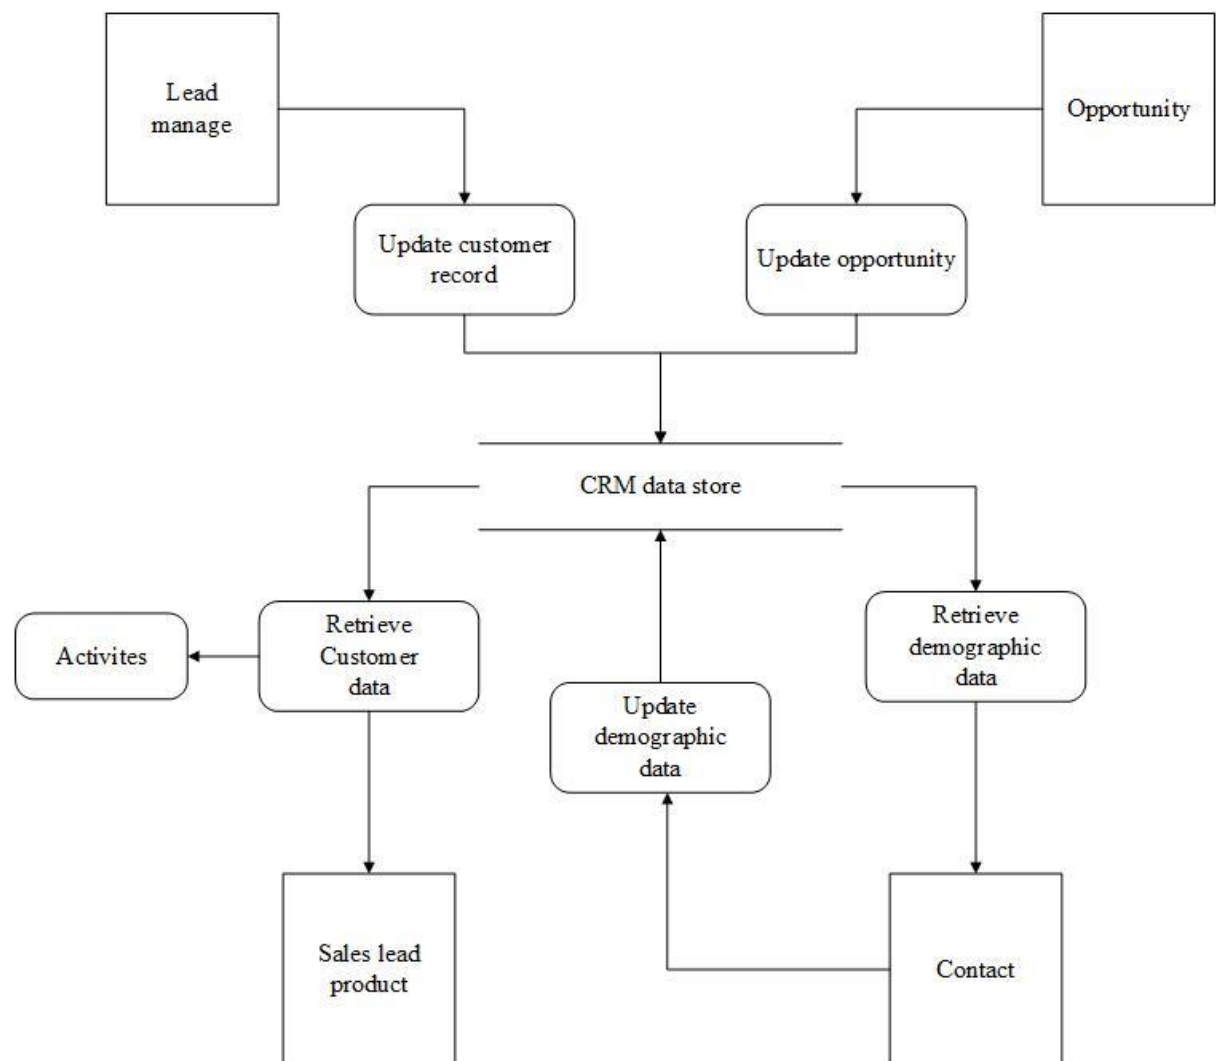 Lead
manage
Opportunity
Update customer
record
Update opportunity
CRM data store
Activites
Retrieve
Customer
data
Retrieve
demographic
data
Update
demographic
data
Sales lead
product
Contact